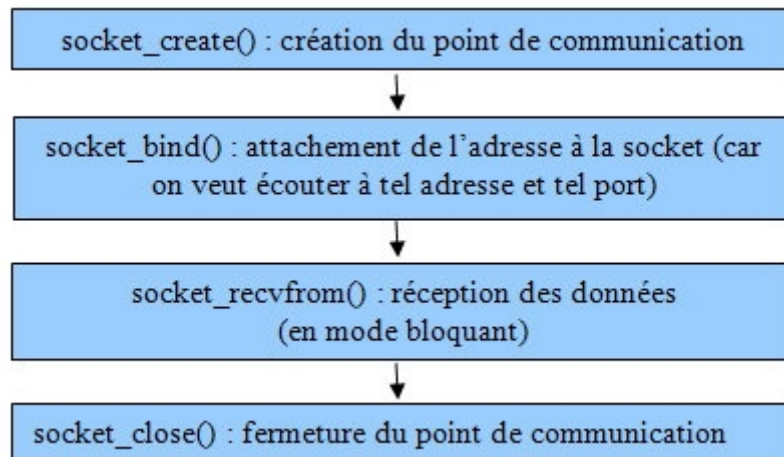 socket_create() : création du point de communication
socket_bind() : attachement de l'adresse à la socket (car
on veut écouter à tel adresse et tel port)
socket_recvfrom() : réception des données
(en mode bloquant)
socket_close() : fermeture du point de communication